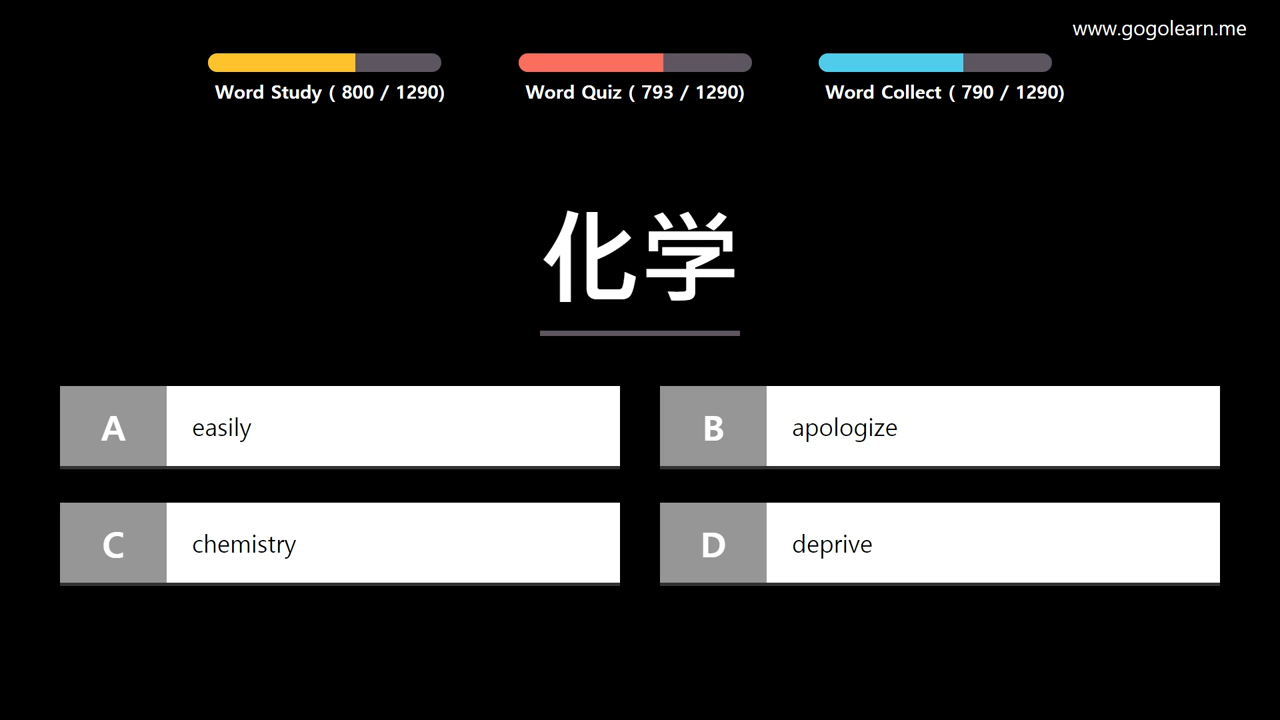 www.gogolearn.me
Word Study ( 800 / 1290)
Word Quiz ( 793 / 1290)
Word Collect ( 790 / 1290)
化学
A easily
B apologize
C chemistry
D deprive